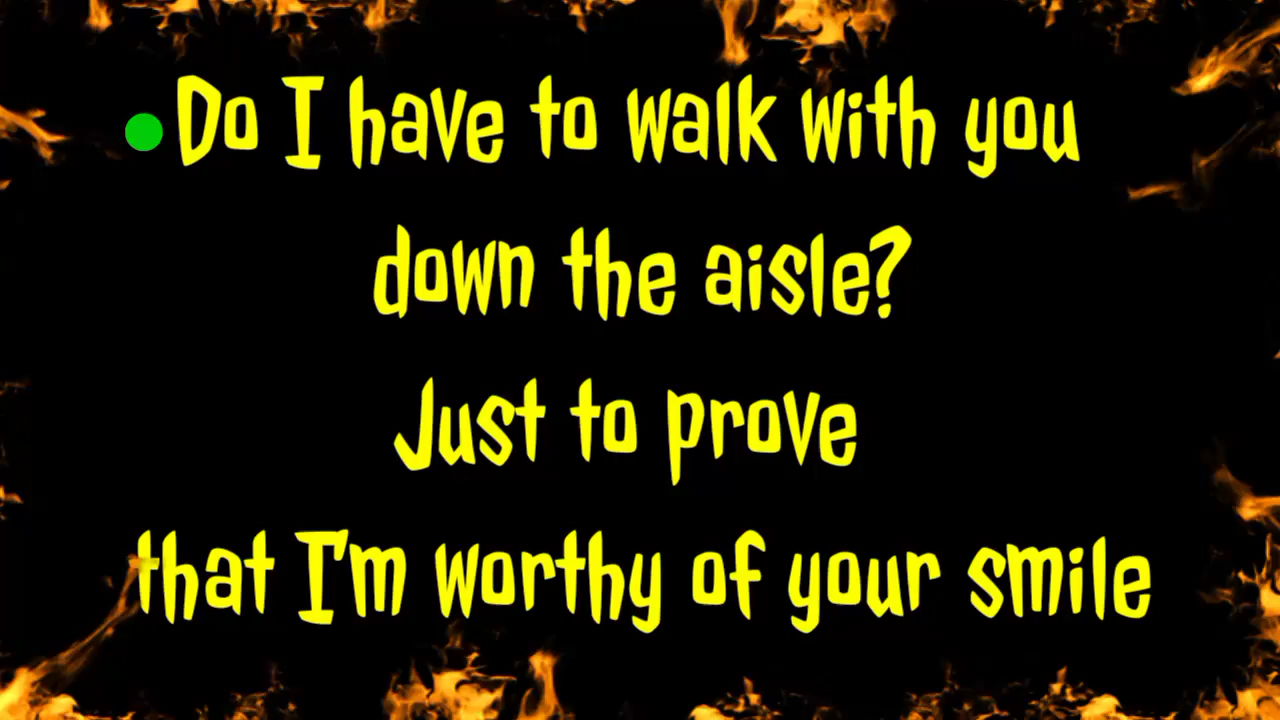 Do I have to walk with you
down the aisle?
Just to prove
that I'm worthy of your smile